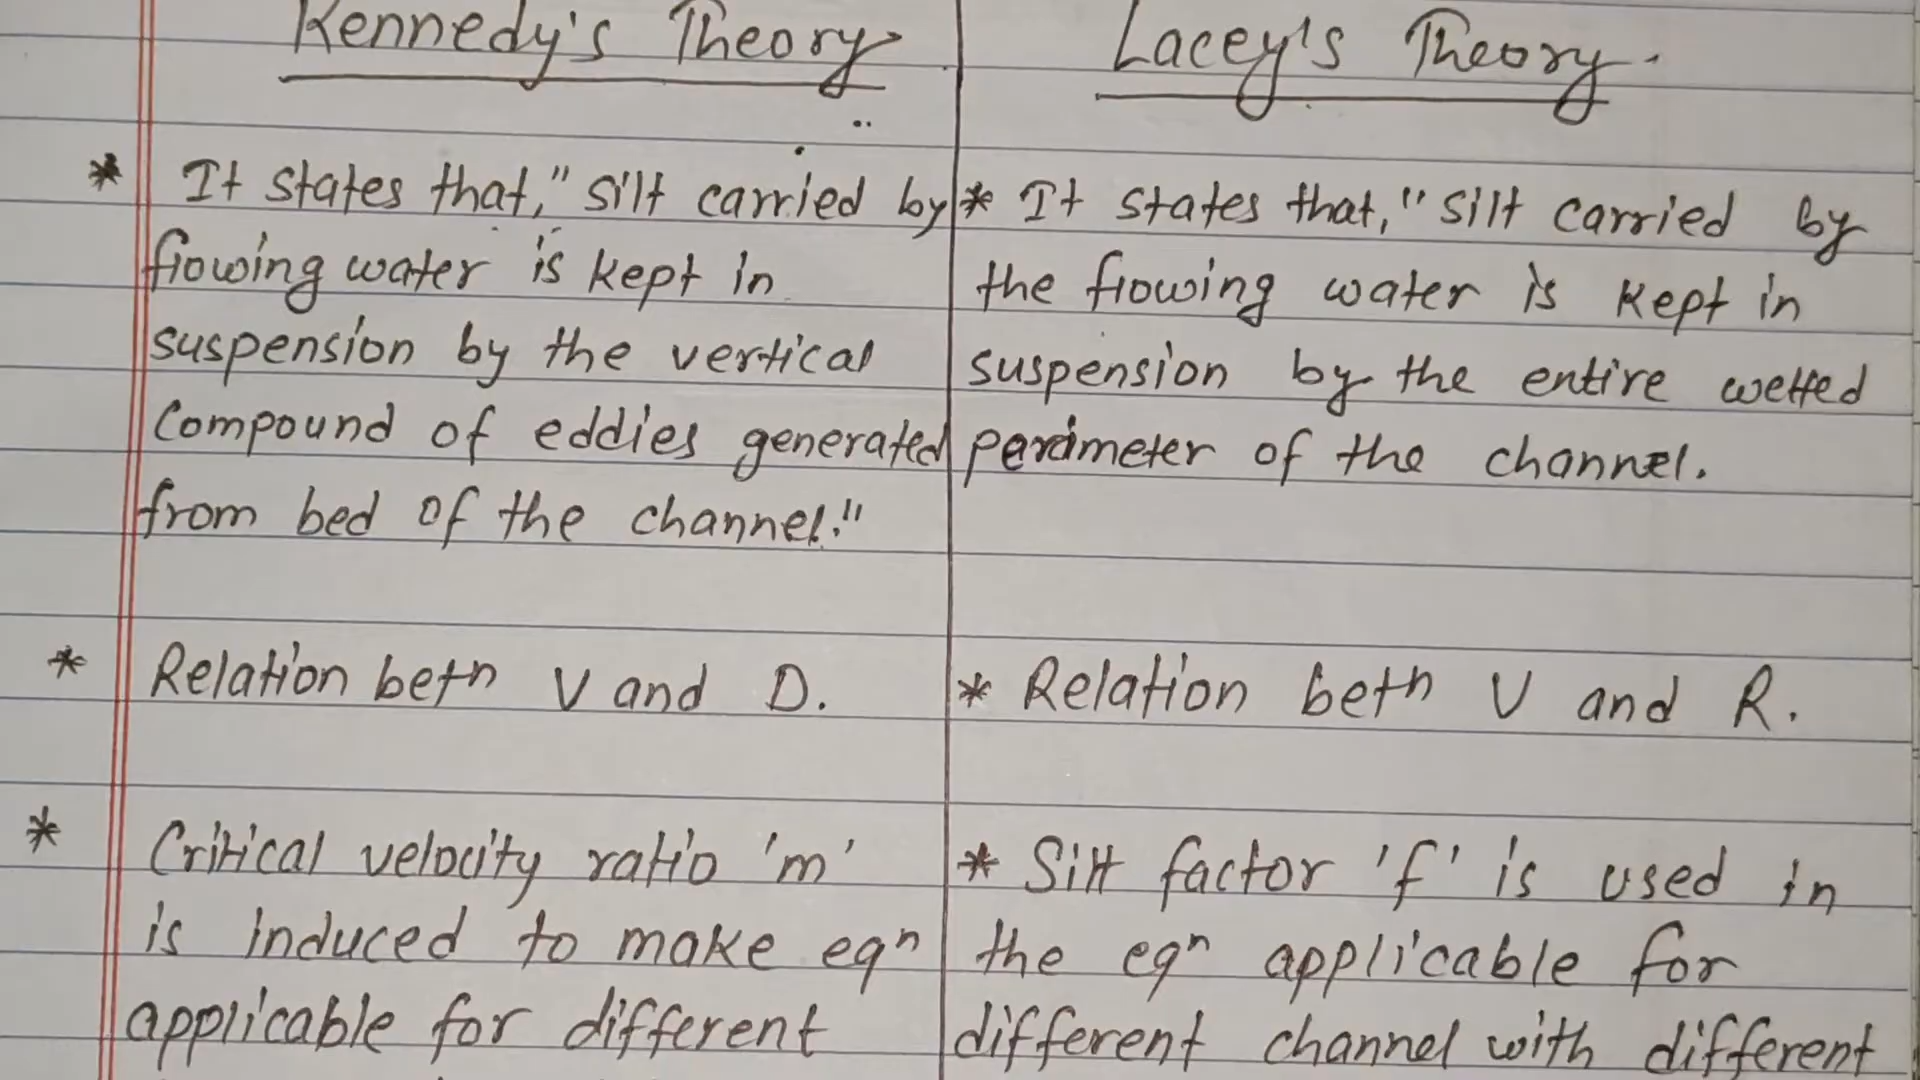 Kennedy's Theory
It states that," silt carried by
flowing water is kept in
suspension by the vertical
Compound of eddies generated
from bed of the channel."
* Relation betn V and D.
* Critical velocity ratio 'm'
is induced to make eqn
applicable for different
Lacey's Theory.
* It states that," silt carried by
the flowing water is kept in
suspension by the entire wetted
perimeter of the channel.
* Relation betn V and R.
* Silt factor 'f' is used in
the eqn applicable for
different channel with different